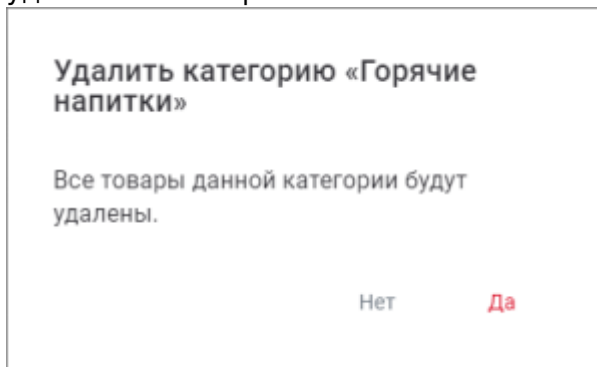 Удалить категорию «Горячие
напитки»
Все товары данной категории будут
удалены.
Нет Да